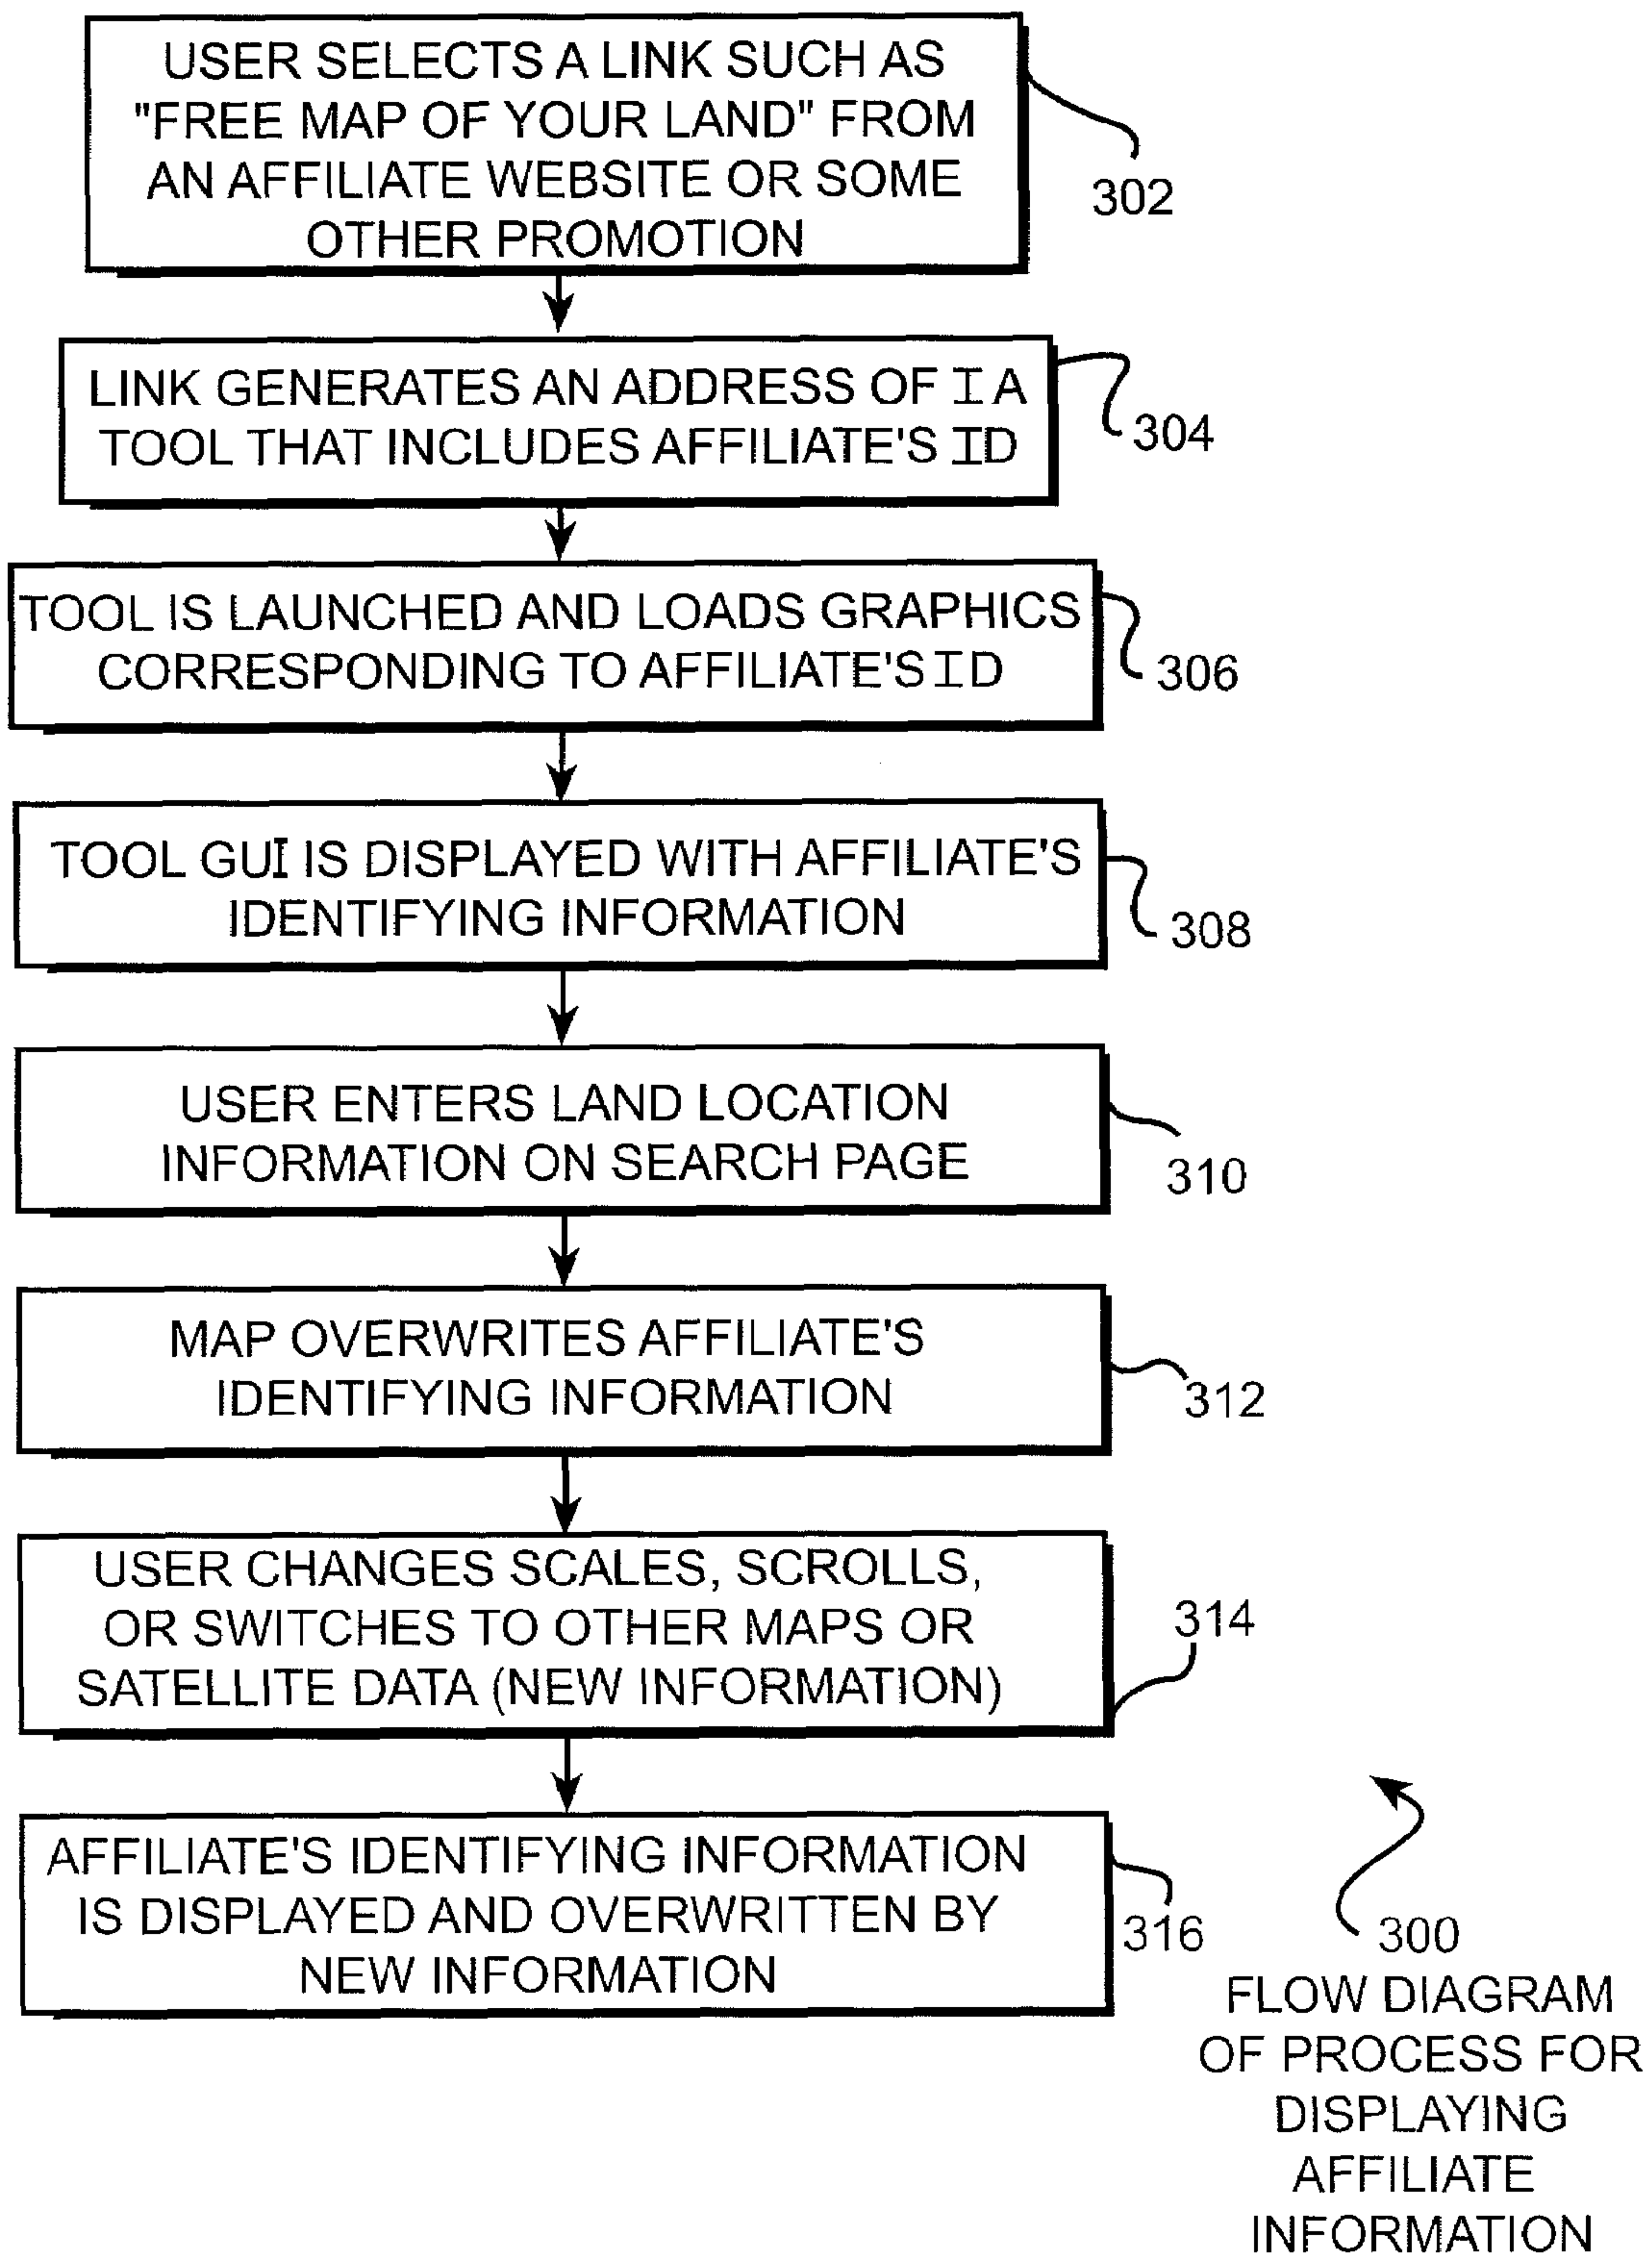 USER SELECTS A LINK SUCH AS
"FREE MAP OF YOUR LAND" FROM
AN AFFILIATE WEBSITE OR SOME
OTHER PROMOTION
302
LINK GENERATES AN ADDRESS OF IA
TOOL THAT INCLUDES AFFILIATE'S ID
304
TOOL IS LAUNCHED AND LOADS GRAPHICS
CORRESPONDING TO AFFILIATE'S ID
306
TOOL GUI IS DISPLAYED WITH AFFILIATE'S
IDENTIFYING INFORMATION
308
USER ENTERS LAND LOCATION
INFORMATION ON SEARCH PAGE
310
MAP OVERWRITES AFFILIATE'S
IDENTIFYING INFORMATION
312
USER CHANGES SCALES, SCROLLS,
OR SWITCHES TO OTHER MAPS OR
SATELLITE DATA (NEW INFORMATION)
314
AFFILIATE'S IDENTIFYING INFORMATION
IS DISPLAYED AND OVERWRITTEN BY
NEW INFORMATION
316
300
FLOW DIAGRAM
OF PROCESS FOR
DISPLAYING
AFFILIATE
INFORMATION